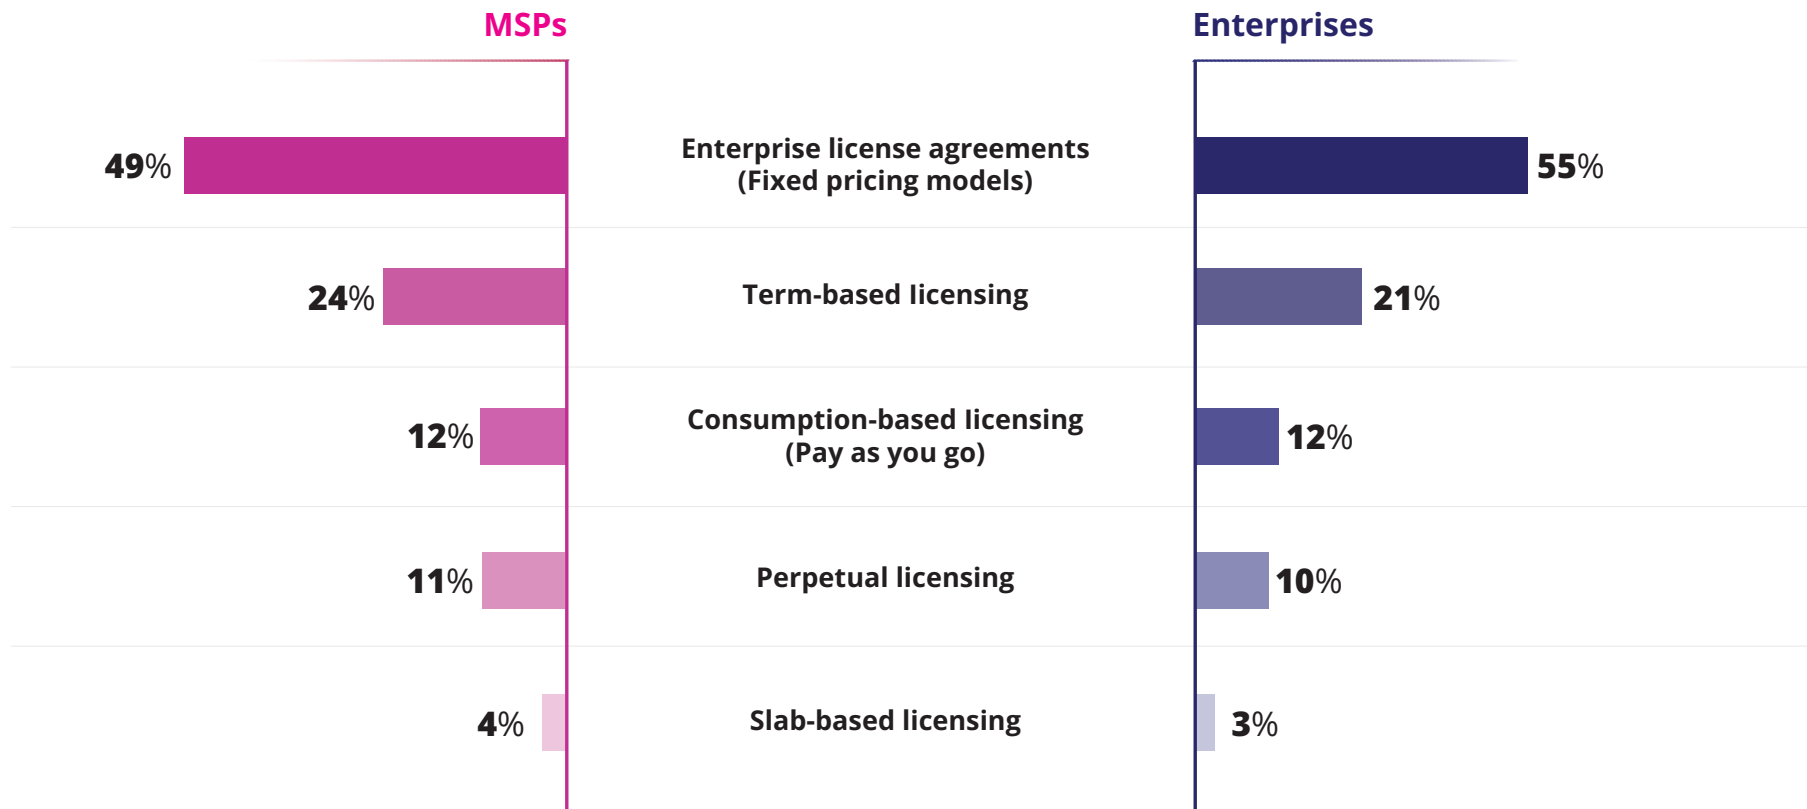 MSPs
Enterprises
49%
Enterprise license agreements
(Fixed pricing models)
55%
24%
Term-based licensing
21%
12%
Consumption-based licensing
(Pay as you go)
12%
11%
Perpetual licensing
10%
4%
Slab-based licensing
3%